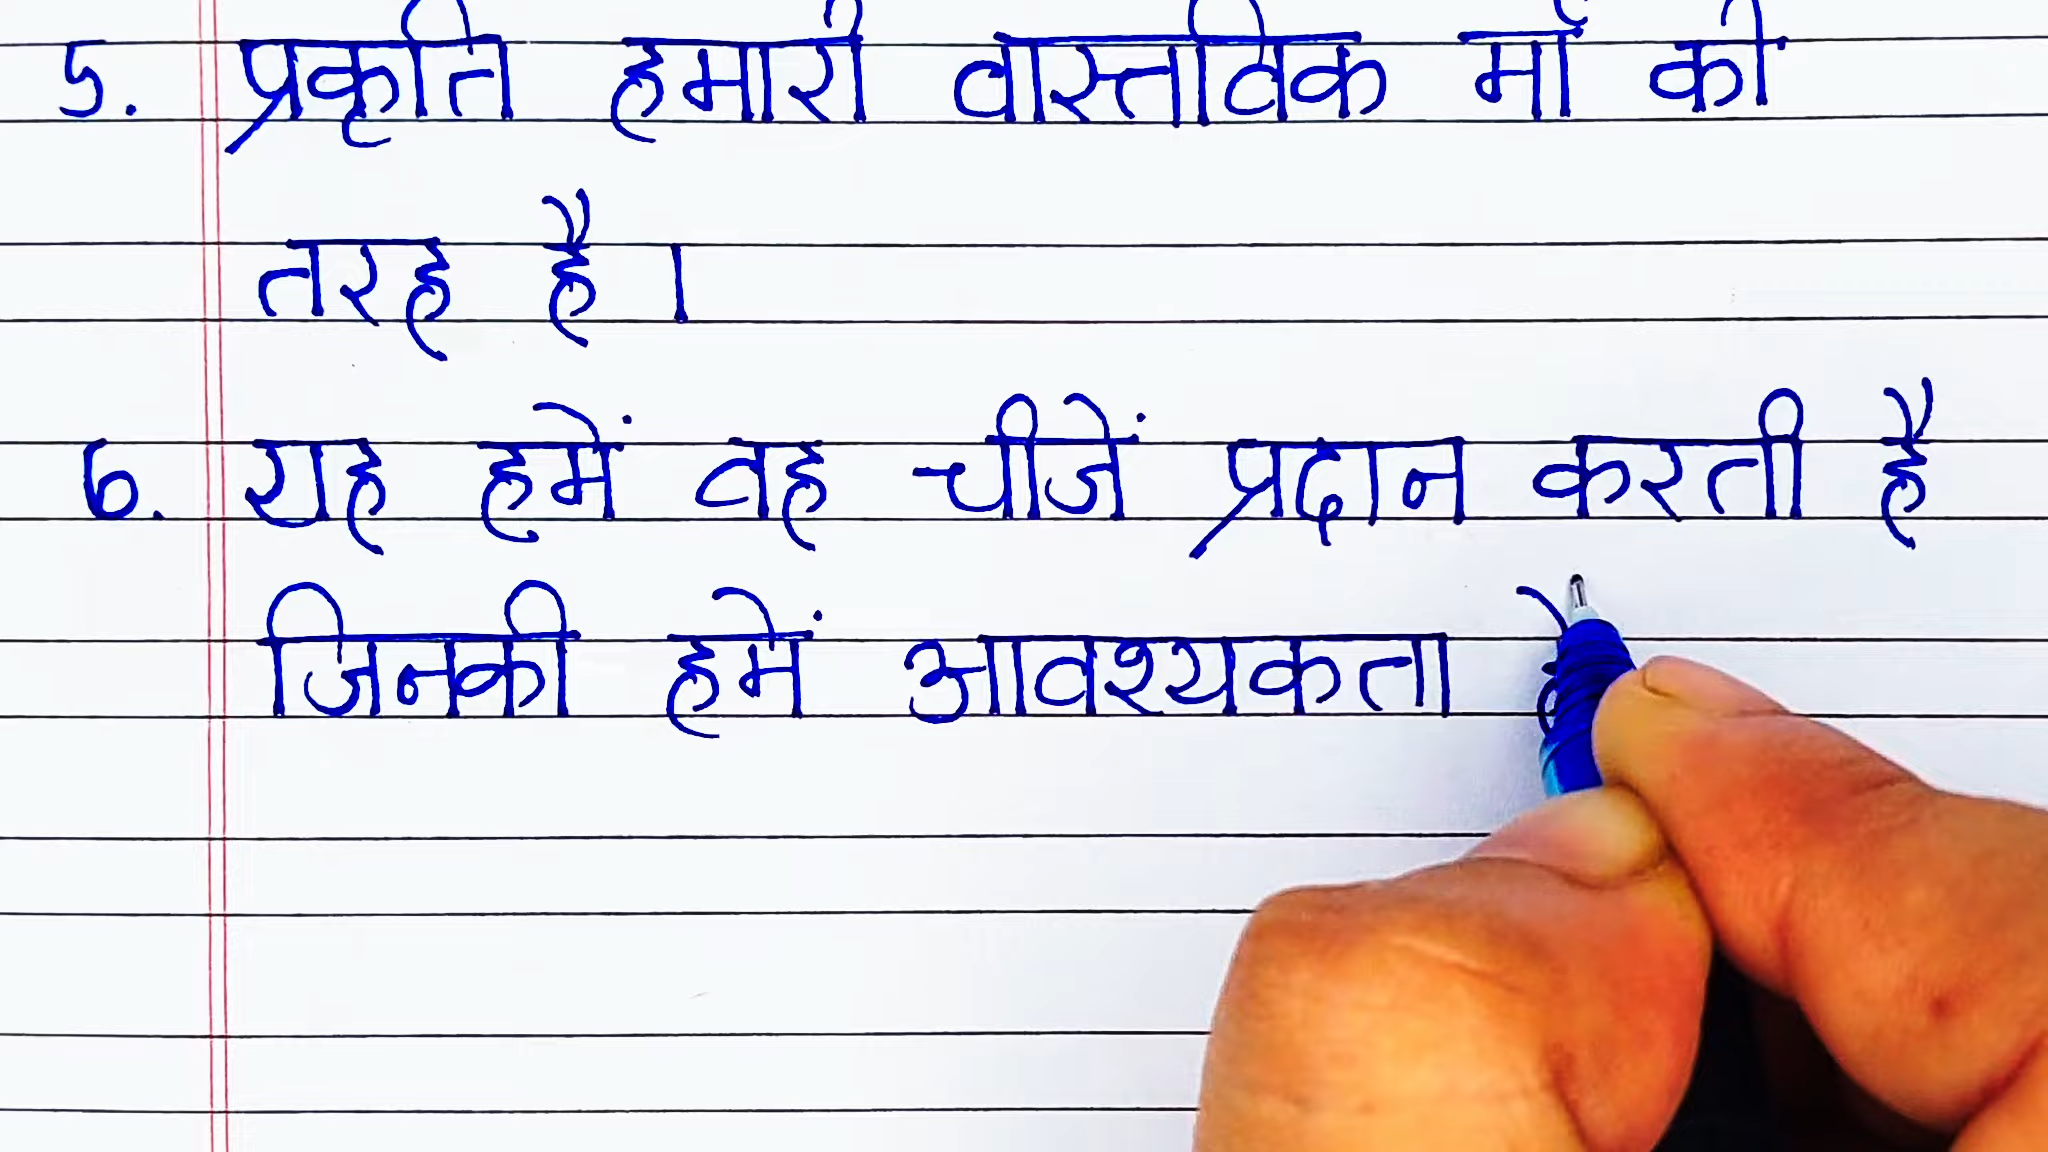 5. प्रकृति हमारी वास्तविक माँ की
तरह है।
6. यह हमें वह चीजें प्रदान करती है
जिनकी हमें आवश्यकता